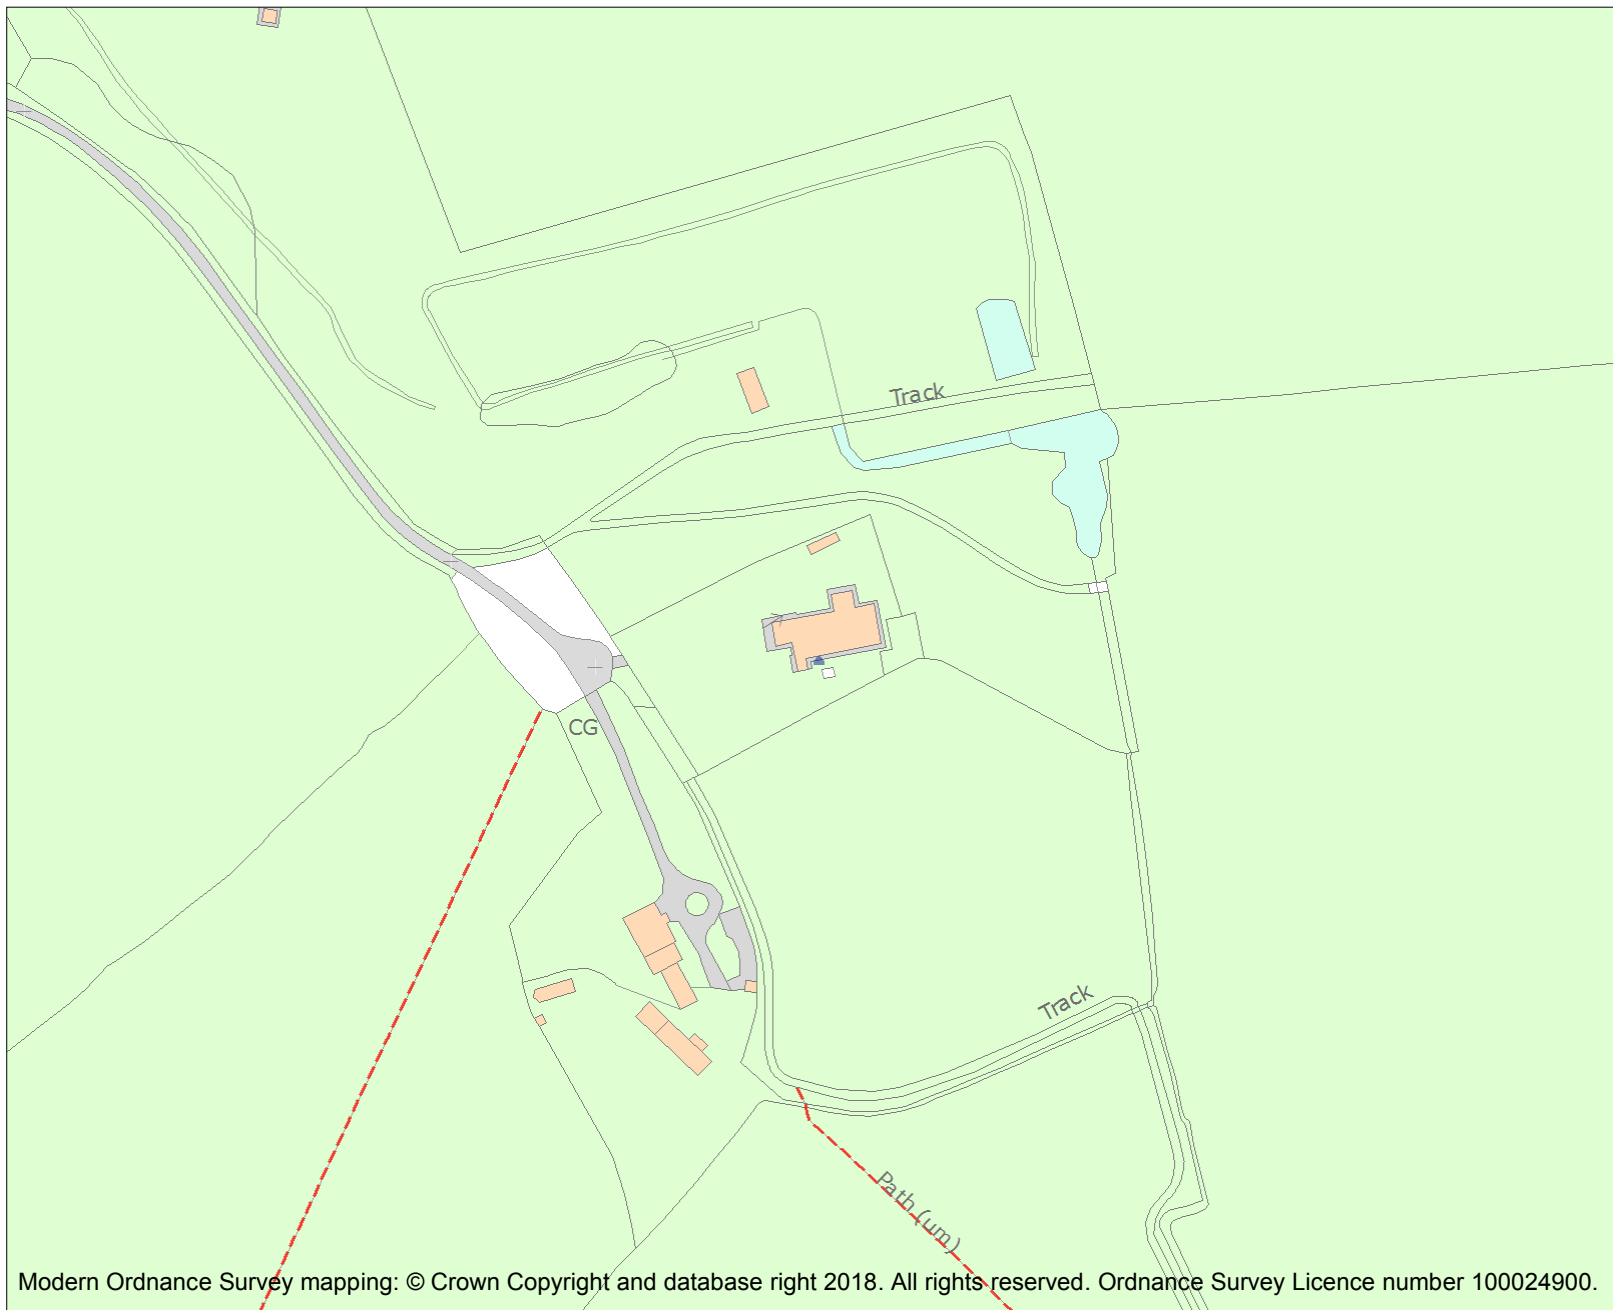 Track
CG
Track
Path (um)
Modern Ordnance Survey mapping: © Crown Copyright and database right 2018. All rights reserved. Ordnance Survey Licence number 100024900.